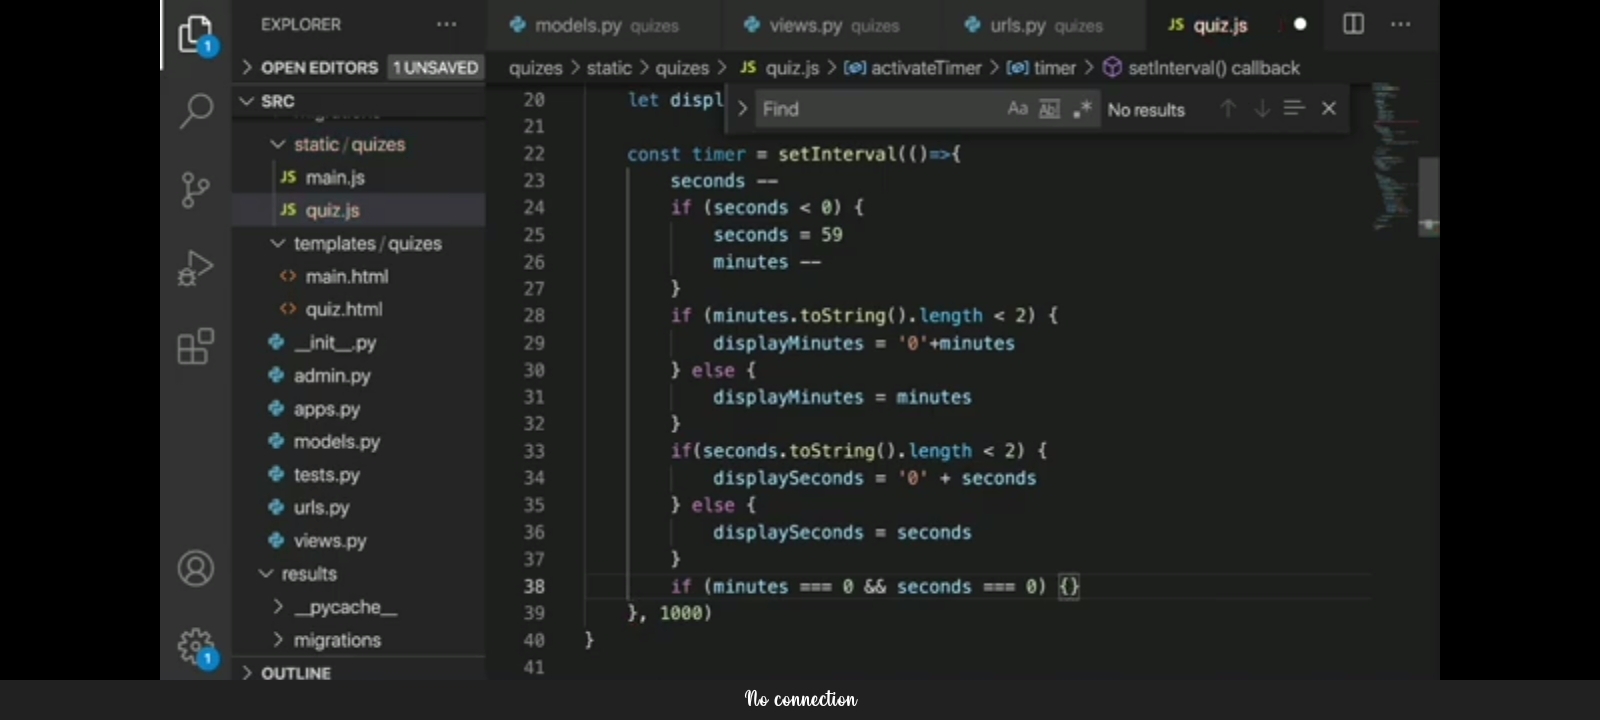 EXPLORER
models.py quizes
views.py quizes
urls.py quizes
JS quiz.js
1
OPEN EDITORS 1 UNSAVED
quizes > static > quizes > JS quiz.js > activateTimer > timer > setInterval() callback
SRC
Find Aa Abl .* No results
static / quizes
JS main.js
JS quiz.js
templates / quizes
<> main.html
<> quiz.html
__init__.py
admin.py
apps.py
models.py
tests.py
urls.py
views.py
results
__pycache__
migrations
OUTLINE
1
20 let displ
21
22 const timer = setInterval(()=>{
23 seconds --
24 if (seconds < 0) {
25 seconds = 59
26 minutes --
27 }
28 if (minutes.toString().length < 2) {
29 displayMinutes = '0'+minutes
30 } else {
31 displayMinutes = minutes
32 }
33 if(seconds.toString().length < 2) {
34 displaySeconds = '0' + seconds
35 } else {
36 displaySeconds = seconds
37 }
38 if (minutes === 0 && seconds === 0) {}
39 }, 1000)
40 }
41
No connection